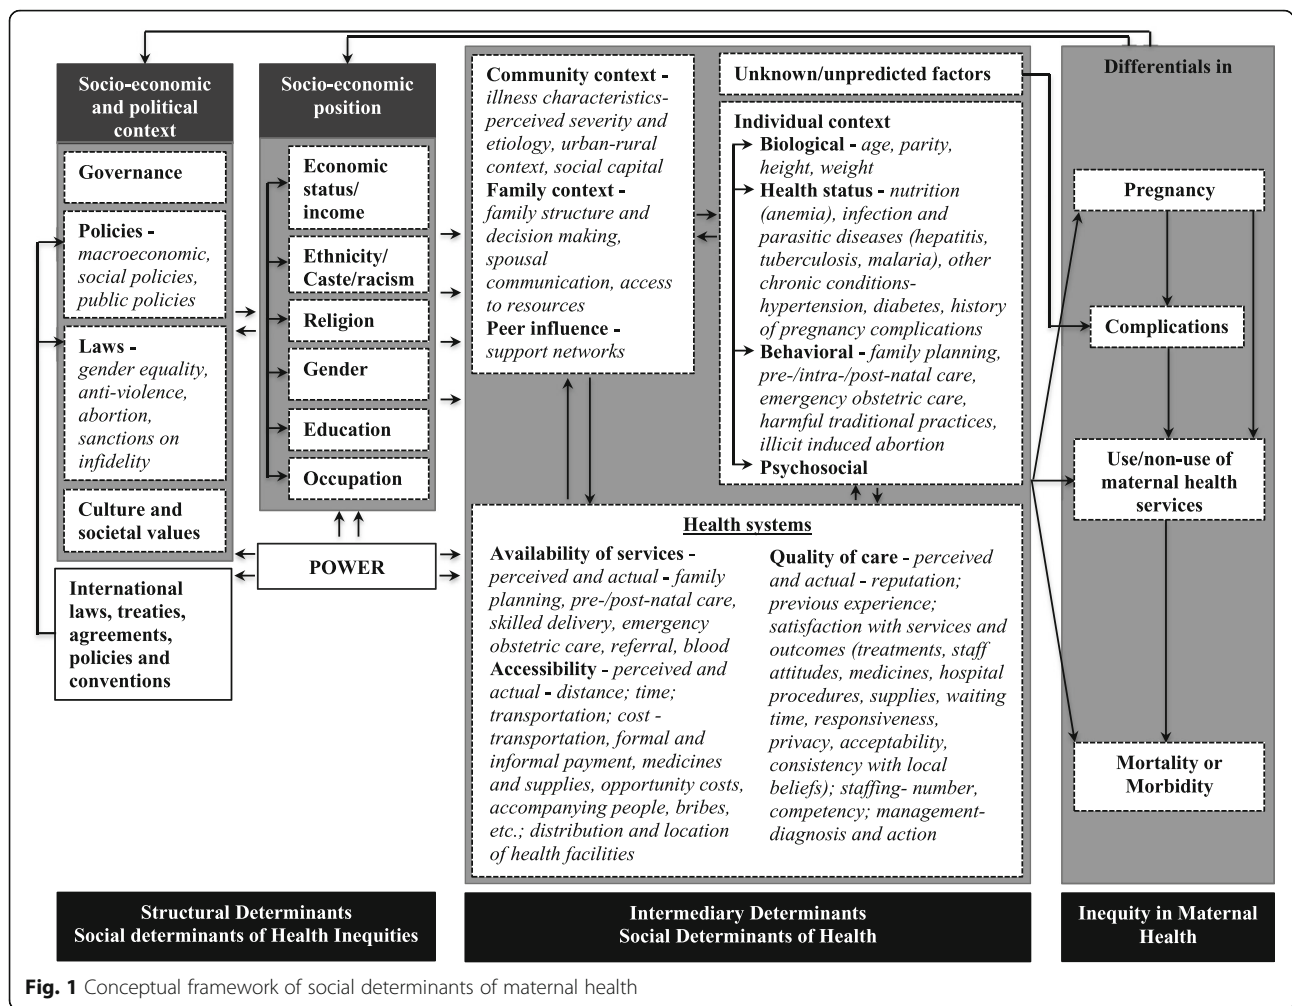 Socio-economic
and political
context
Governance
Policies -
macroeconomic,
social policies,
public policies
Laws -
gender equality,
anti-violence,
abortion,
sanctions on
infidelity
Culture and
societal values
International
laws, treaties,
agreements,
policies and
conventions
Socio-economic
position
Economic
status/
income
Ethnicity/
Caste/racism
Religion
Gender
Education
Occupation
POWER
Community context -
illness characteristics-
perceived severity and
etiology, urban-rural
context, social capital
Family context -
family structure and
decision making,
spousal
communication, access
to resources
Peer influence -
support networks
Unknown/unpredicted factors
Individual context
Biological - age, parity,
height, weight
Health status - nutrition
(anemia), infection and
parasitic diseases (hepatitis,
tuberculosis, malaria), other
chronic conditions-
hypertension, diabetes, history
of pregnancy complications
Behavioral - family planning,
pre-/intra-/post-natal care,
emergency obstetric care,
harmful traditional practices,
illicit induced abortion
Psychosocial
Health systems
Availability of services -
perceived and actual - family
planning, pre-/post-natal care,
skilled delivery, emergency
obstetric care, referral, blood
Accessibility - perceived and
actual - distance; time;
transportation; cost -
transportation, formal and
informal payment, medicines
and supplies, opportunity costs,
accompanying people, bribes,
etc.; distribution and location
of health facilities
Quality of care - perceived
and actual - reputation;
previous experience;
satisfaction with services and
outcomes (treatments, staff
attitudes, medicines, hospital
procedures, supplies, waiting
time, responsiveness,
privacy, acceptability,
consistency with local
beliefs); staffing- number,
competency; management-
diagnosis and action
Differentials in
Pregnancy
Complications
Use/non-use of
maternal health
services
Mortality or
Morbidity
Structural Determinants
Social determinants of Health Inequities
Intermediary Determinants
Social Determinants of Health
Inequity in Maternal
Health
Fig. 1 Conceptual framework of social determinants of maternal health